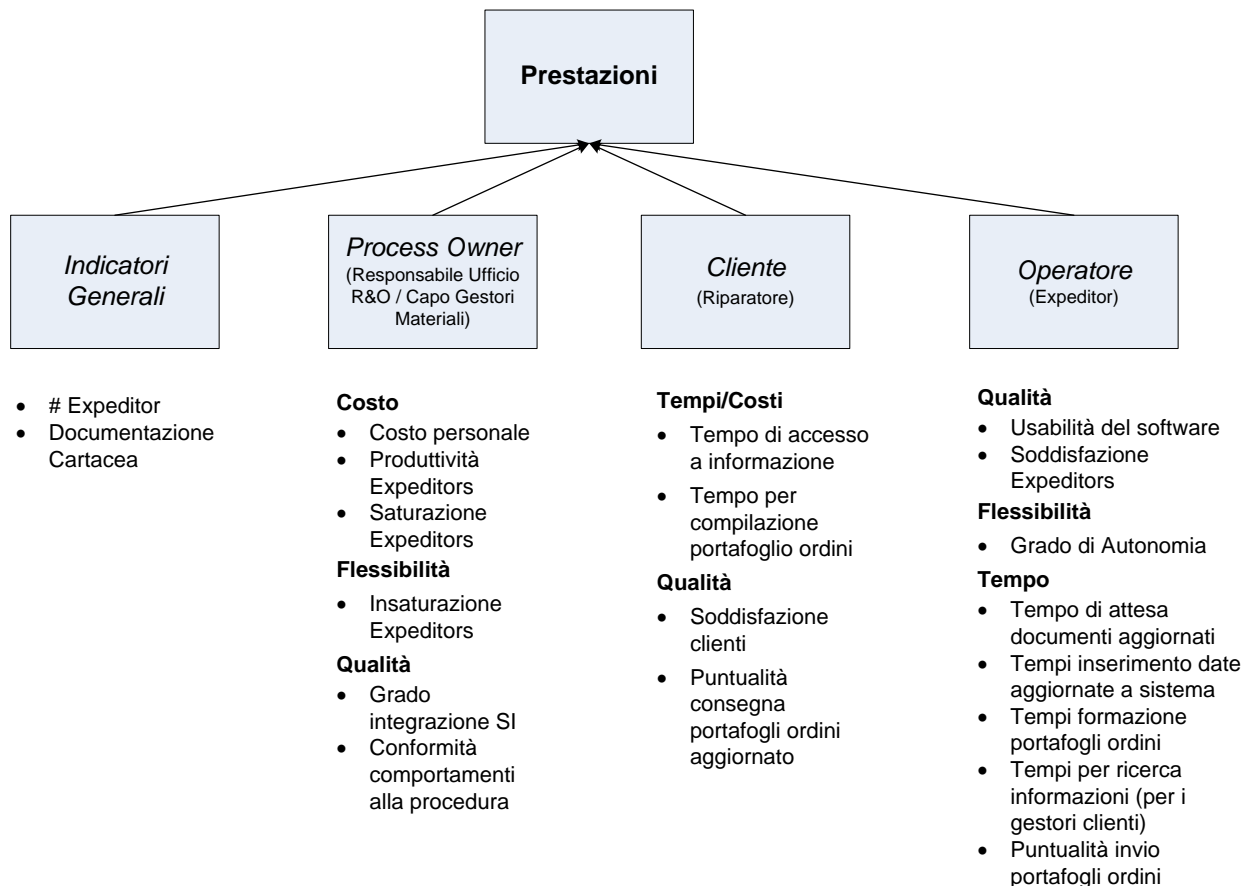 Prestazioni
Indicatori
Generali
Process Owner
(Responsabile Ufficio
R&O / Capo Gestori
Materiali)
Cliente
(Riparatore)
Operatore
(Expeditor)
• # Expeditor
• Documentazione
Cartacea
Costo
• Costo personale
• Produttività
Expeditors
• Saturazione
Expeditors
Flessibilità
• Insaturazione
Expeditors
Qualità
• Grado
integrazione SI
• Conformità
comportamenti
alla procedura
Tempi/Costi
• Tempo di accesso
a informazione
• Tempo per
compilazione
portafoglio ordini
Qualità
• Soddisfazione
clienti
• Puntualità
consegna
portafogli ordini
aggiornato
Qualità
• Usabilità del software
• Soddisfazione
Expeditors
Flessibilità
• Grado di Autonomia
Tempo
• Tempo di attesa
documenti aggiornati
• Tempi inserimento date
aggiornate a sistema
• Tempi formazione
portafogli ordini
• Tempi per ricerca
informazioni (per i
gestori clienti)
• Puntualità invio
portafogli ordini